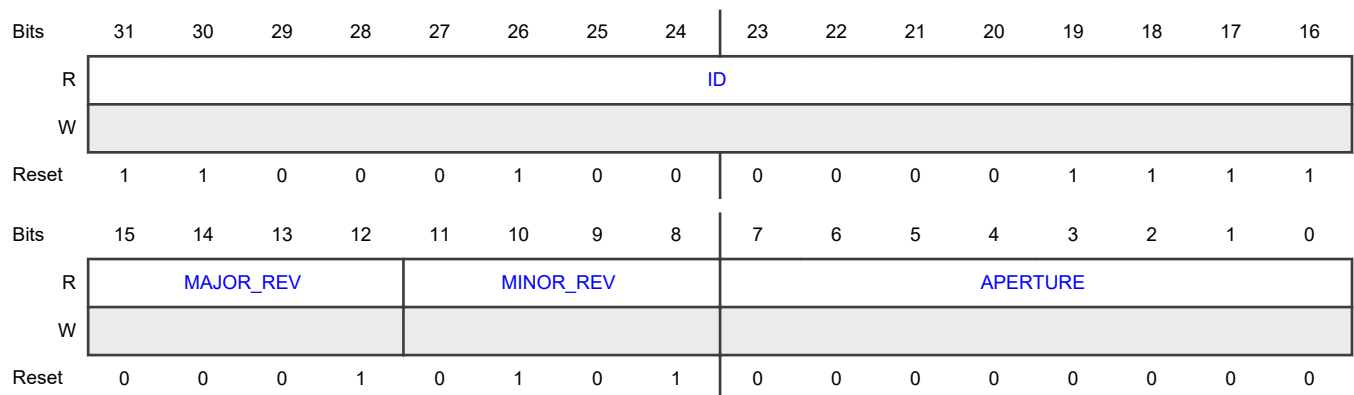 Bits 31 30 29 28 27 26 25 24 23 22 21 20 19 18 17 16
R ID
W
Reset 1 1 0 0 0 1 0 0 0 0 0 0 1 1 1 1
Bits 15 14 13 12 11 10 9 8 7 6 5 4 3 2 1 0
R MAJOR_REV MINOR_REV APERTURE
W
Reset 0 0 0 1 0 1 0 1 0 0 0 0 0 0 0 0